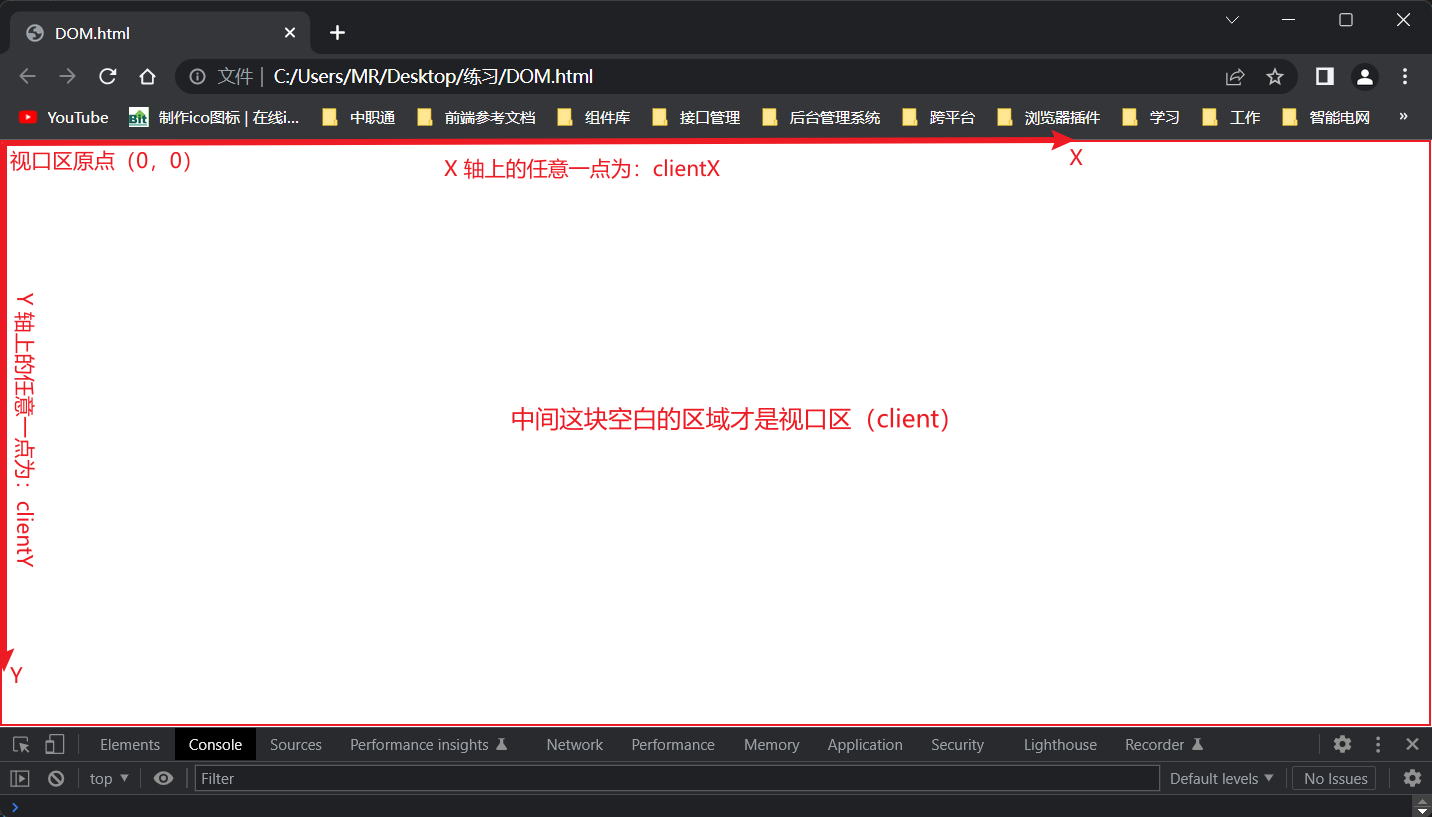 DOM.html
文件 | C:/Users/MR/Desktop/练习/DOM.html
YouTube 制作ico图标 | 在线i... 中职通 前端参考文档 组件库 接口管理 后台管理系统 跨平台 浏览器插件 学习 工作 智能电网 »
视口区原点（0，0）
X 轴上的任意一点为：clientX
X
Y 轴上的任意一点为：clientY
中间这块空白的区域才是视口区（client）
Y
Elements Console Sources Performance insights Network Performance Memory Application Security Lighthouse Recorder
top Filter Default levels No Issues